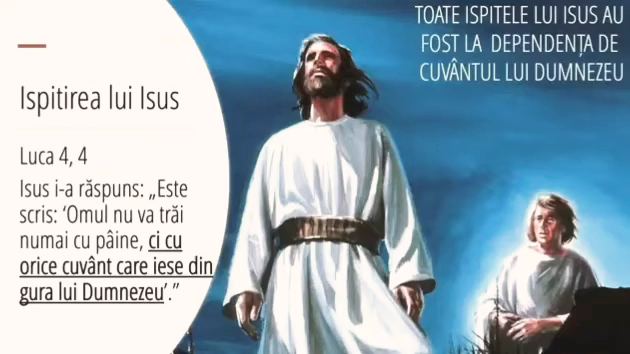 TOATE ISPITELE LUI ISUS AU
FOST LA DEPENDENȚA DE
CUVÂNTUL LUI DUMNEZEU
Ispitirea lui Isus
Luca 4, 4
Isus i-a răspuns: „Este
scris: ‘Omul nu va trăi
numai cu pâine, ci cu
orice cuvânt care iese din
gura lui Dumnezeu’.”